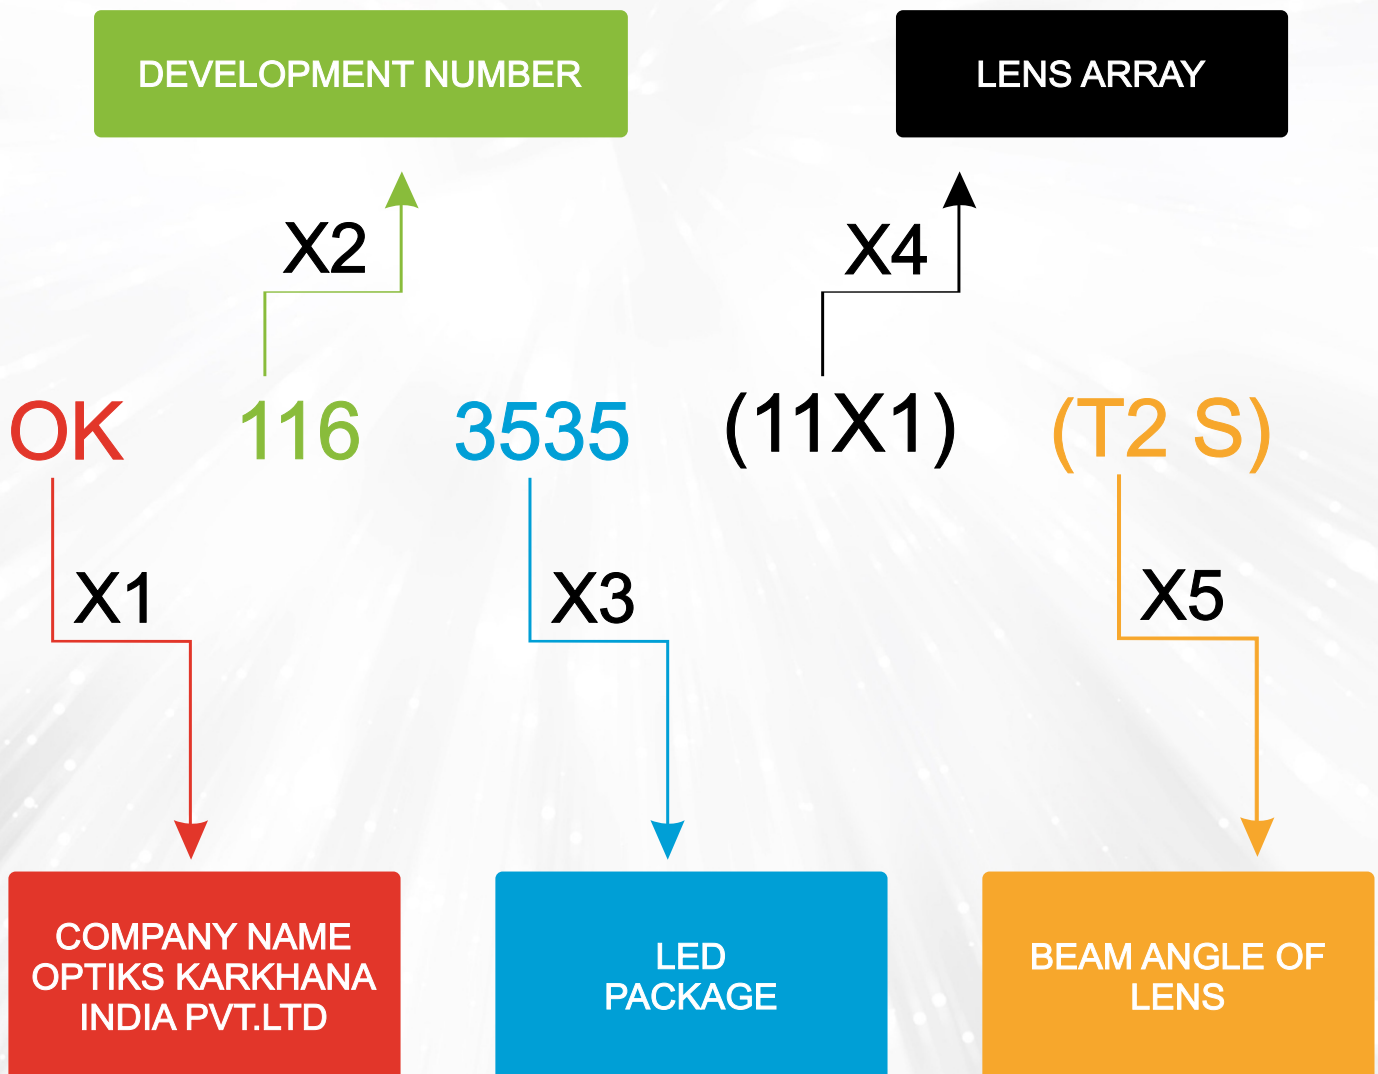 DEVELOPMENT NUMBER
LENS ARRAY
X2
X4
OK 116 3535 (11X1) (T2 S)
X1
X3
X5
COMPANY NAME
OPTIKS KARKHANA
INDIA PVT.LTD
LED
PACKAGE
BEAM ANGLE OF
LENS